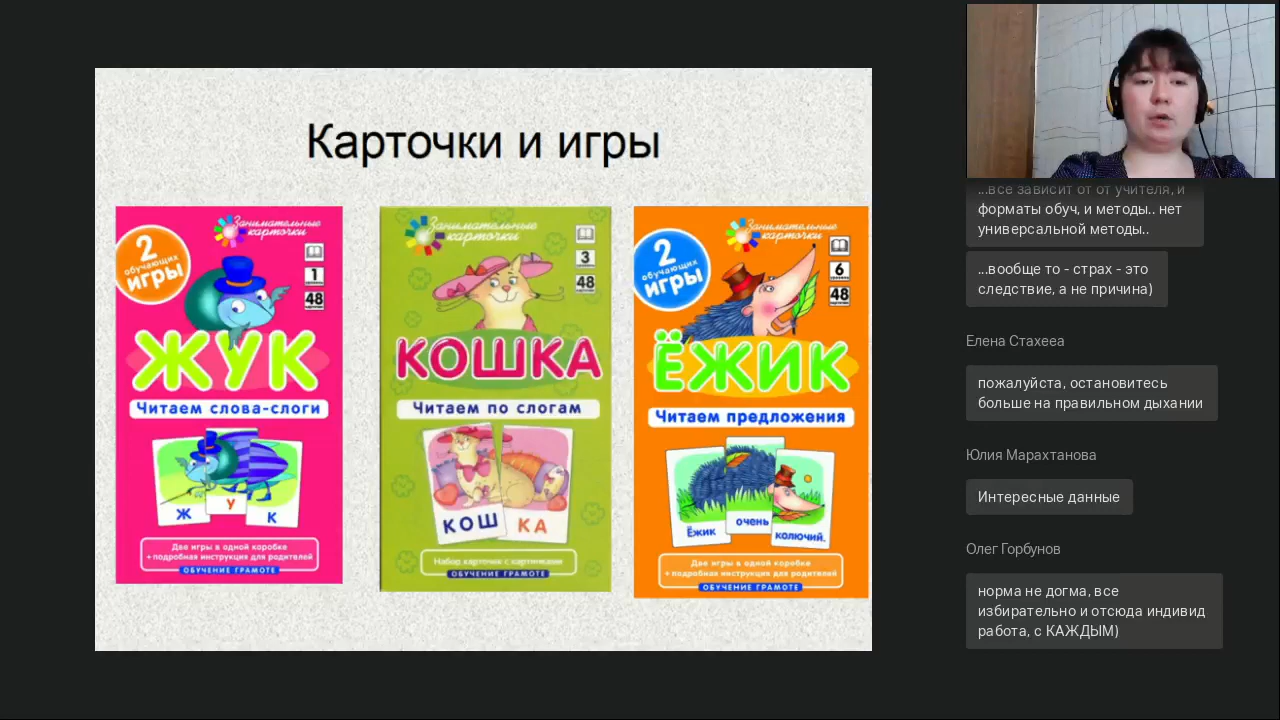 Карточки и игры
Занимательные
карточки
2
обучающих
игры
1
48
ЖУК
Читаем слова-слоги
Ж
У
К
Две игры в одной коробке
+подробная инструкция для родителей
ОБУЧЕНИЕ ГРАМОТЕ
Занимательные
карточки
3
48
КОШКА
Читаем по слогам
КОШ
КА
Набор карточек с картинками
ОБУЧЕНИЕ ГРАМОТЕ
Занимательные
карточки
2
обучающих
игры
6
48
ЁЖИК
Читаем предложения
Ёжик
очень
колючий.
Две игры в одной коробке
+подробная инструкция для родителей
ОБУЧЕНИЕ ГРАМОТЕ
...все зависит от от учителя, и
форматы обуч, и методы.. нет
универсальной методы..
...вообще то - страх - это
следствие, а не причина)
Елена Стахеева
пожалуйста, остановитесь
больше на правильном дыхании
Юлия Марахтанова
Интересные данные
Олег Горбунов
норма не догма, все
избирательно и отсюда индивид
работа, с КАЖДЫМ)